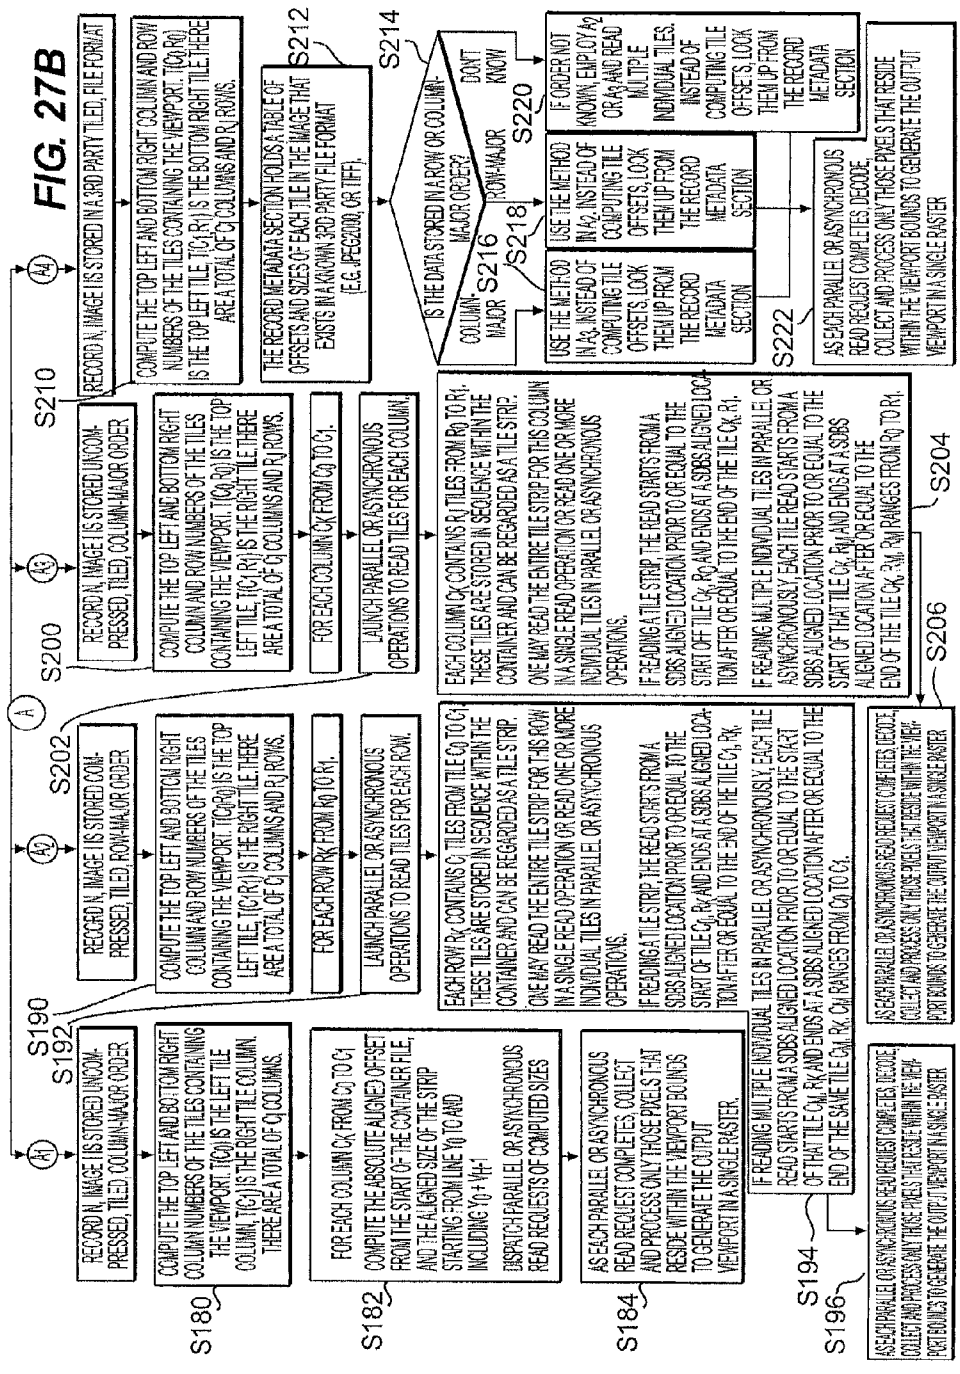 FIG. 27B
A
A1
A2
A3
A4
RECORD N, IMAGE I IS STORED UNCOM-
PRESSED, TILED, COLUMN-MAJOR ORDER
COMPUTE THE TOP LEFT AND BOTTOM RIGHT
COLUMN NUMBERS OF THE TILES CONTAINING
THE VIEWPORT. T(C0) IS THE LEFT TILE
COLUMN, T(C1) IS THE RIGHT TILE COLUMN.
THERE ARE A TOTAL OF CJ COLUMNS.
S180
FOR EACH COLUMN CK FROM C0 TO C1
COMPUTE THE ABSOLUTE ALIGNED OFFSET
FROM THE START OF THE CONTAINER FILE,
AND THE ALIGNED SIZE OF THE STRIP
STARTING FROM LINE Y0 TO AND
INCLUDING Y0 + VY-1
DISPATCH PARALLEL OR ASYNCHRONOUS
READ REQUESTS OF COMPUTED SIZES
S182
AS EACH PARALLEL OR ASYNCHRONOUS
READ REQUEST COMPLETES, COLLECT
AND PROCESS ONLY THOSE PIXELS THAT
RESIDE WITHIN THE VIEWPORT BOUNDS
TO GENERATE THE OUTPUT
VIEWPORT IN A SINGLE RASTER.
S184
RECORD N, IMAGE I IS STORED COM-
PRESSED, TILED ROW-MAJOR ORDER
COMPUTE THE TOP LEFT AND BOTTOM RIGHT
COLUMN AND ROW NUMBERS OF THE TILES
CONTAINING THE VIEWPORT. T(C0,R0) IS THE TOP
LEFT TILE, T(C1,R1) IS THE RIGHT TILE THERE
ARE A TOTAL OF CJ COLUMNS AND RJ ROWS.
S190
FOR EACH ROW RK FROM R0 TO R1.
S192
LAUNCH PARALLEL OR ASYNCHRONOUS
OPERATIONS TO READ TILES FOR EACH ROW.
EACH ROW RK CONTAINS CJ TILES FROM TILE C0 TO C1.
THESE TILES ARE STORED IN SEQUENCE WITHIN THE
CONTAINER AND CAN BE REGARDED AS A TILE STRIP.
ONE MAY READ THE ENTIRE TILE STRIP FOR THIS ROW
IN A SINGLE READ OPERATION OR READ ONE OR MORE
INDIVIDUAL TILES IN PARALLEL OR ASYNCHRONOUS
OPERATIONS.
IF READING A TILE STRIP, THE READ STARTS FROM A
SDBS ALIGNED LOCATION PRIOR TO OR EQUAL TO THE
START OF TILE C0, RK AND ENDS AT A SDBS ALIGNED LOCA-
TION AFTER OR EQUAL TO THE END OF THE TILE C1, RK.
IF READING MULTIPLE INDIVIDUAL TILES IN PARALLEL OR ASYNCHRONOUSLY, EACH TILE
READ STARTS FROM A SDBS ALIGNED LOCATION PRIOR TO OR EQUAL TO THE START
OF THAT TILE CM, RK AND ENDS AT A SDBS ALIGNED LOCATION AFTER OR EQUAL TO THE
END OF THE SAME TILE CM, RK. CM RANGES FROM C0 TO C1.
S194
AS EACH PARALLEL OR ASYNCHRONOUS READ REQUEST COMPLETES, DECODE,
COLLECT AND PROCESS ONLY THOSE PIXELS THAT RESIDE WITHIN THE VIEW-
PORT BOUNDS TO GENERATE THE OUTPUT VIEWPORT IN A SINGLE RASTER
S196
RECORD N, IMAGE I IS STORED UNCOM-
PRESSED, TILED, COLUMN-MAJOR ORDER
COMPUTE THE TOP LEFT AND BOTTOM RIGHT
COLUMN AND ROW NUMBERS OF THE TILES
CONTAINING THE VIEWPORT. T(C0,R0) IS THE TOP
LEFT TILE, T(C1,R1) IS THE RIGHT TILE. THERE
ARE A TOTAL OF CJ COLUMNS AND RJ ROWS.
S200
FOR EACH COLUMN CK FROM C0 TO C1.
S202
LAUNCH PARALLEL OR ASYNCHRONOUS
OPERATIONS TO READ TILES FOR EACH COLUMN.
EACH COLUMN CK CONTAINS RJ TILES FROM R0 TO R1.
THESE TILES ARE STORED IN SEQUENCE WITHIN THE
CONTAINER AND CAN BE REGARDED AS A TILE STRIP.
ONE MAY READ THE ENTIRE TILE STRIP FOR THIS COLUMN
IN A SINGLE READ OPERATION OR READ ONE OR MORE
INDIVIDUAL TILES IN PARALLEL OR ASYNCHRONOUS
OPERATIONS.
IF READING A TILE STRIP, THE READ STARTS FROM A
SDBS ALIGNED LOCATION PRIOR TO OR EQUAL TO THE
START OFF TILE CK, R0 AND ENDS AT A SDBS ALIGNED LOCA-
TION AFTER OR EQUAL TO THE END OF THE TILE CK, R1.
IF READING MULTIPLE INDIVIDUAL TILES IN PARALLEL OR
ASYNCHRONOUSLY, EACH TILE READ STARTS FROM A
SDBS ALIGNED LOCATION PRIOR TO OR EQUAL TO THE
START OF THAT TILE CK, RM AND ENDS AT A SDBS
ALIGNED LOCATION AFTER OR EQUAL TO THE
END OF THE TILE CK, RM. RM RANGES FROM R0 TO R1.
S204
AS EACH PARALLEL OR ASYNCHRONOUS READ REQUEST COMPLETES, DECODE,
COLLECT AND PROCESS ONLY THOSE PIXELS THAT RESIDE WITHIN THE VIEW-
PORT BOUNDS TO GENERATE THE OUTPUT VIEWPORT IN A SINGLE RASTER
S206
RECORD N, IMAGE I IS STORED IN A 3RD PARTY TILED, FILE FORMAT
COMPUTE THE TOP LEFT AND BOTTOM RIGHT COLUMN AND ROW
NUMBERS OF THE TILES CONTAINING THE VIEWPORT. T(C0,R0)
IS THE TOP LEFT TILE, T(C1,R1) IS THE BOTTOM RIGHT TILE THERE
ARE A TOTAL OF CJ COLUMNS AND RJ ROWS.
S210
THE RECORD METADATA SECTION HOLDS A TABLE OF
OFFSETS AND SIZES OF EACH TILE IN THE IMAGE THAT
EXISTS IN A KNOWN 3RD PARTY FILE FORMAT
(E.G. JPEG2000, OR TIFF).
S212
IS THE DATA STORED IN A ROW OR COLUMN-
MAJOR ORDER?
S214
COLUMN-
MAJOR
ROW-MAJOR
DON'T
KNOW
S216
USE THE METHOD
IN A3. INSTEAD OF
COMPUTING TILE
OFFSETS, LOOK
THEM UP FROM
THE RECORD
METADATA
SECTION
S218
USE THE METHOD
IN A2. INSTEAD OF
COMPUTING TILE
OFFSETS, LOOK
THEM UP FROM
THE RECORD
METADATA
SECTION
S220
IF ORDER NOT
KNOWN, EMPLOY A2
OR A3 AND READ
MULTIPLE
INDIVIDUAL TILES.
INSTEAD OF
COMPUTING TILE
OFFSETS, LOOK
THEM UP FROM
THE RECORD
METADATA
SECTION
S222
AS EACH PARALLEL OR ASYNCHRONOUS
READ REQUEST COMPLETES, DECODE,
COLLECT AND PROCESS ONLY THOSE PIXELS THAT RESIDE
WITHIN THE VIEWPORT BOUNDS TO GENERATE THE OUTPUT
VIEWPORT IN A SINGLE RASTER